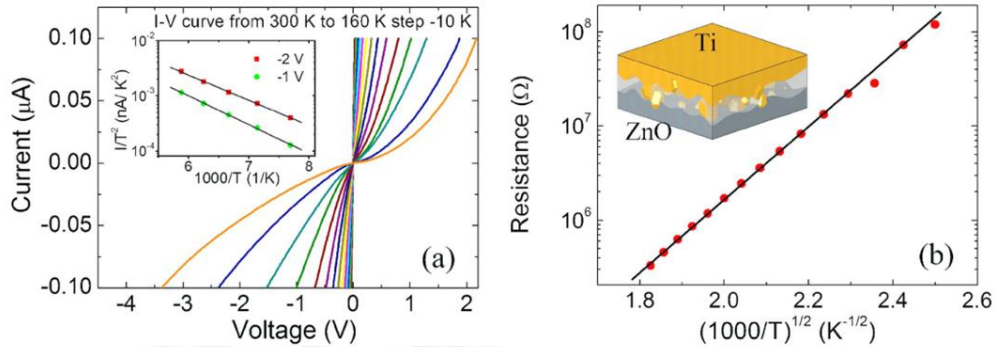 I-V curve from 300 K to 160 K step -10 K
0.10
0.05
0.00
-0.05
-0.10
Current (μA)
-4 -3 -2 -1 0 1 2
Voltage (V)
10⁻²
10⁻³
10⁻⁴
I/T² (nA/ K²)
-2 V
-1 V
6 7 8
1000/T (1/K)
(a)
10⁸
10⁷
10⁶
Resistance (Ω)
Ti
ZnO
(b)
1.8 2.0 2.2 2.4 2.6
(1000/T)¹/² (K⁻¹/²)